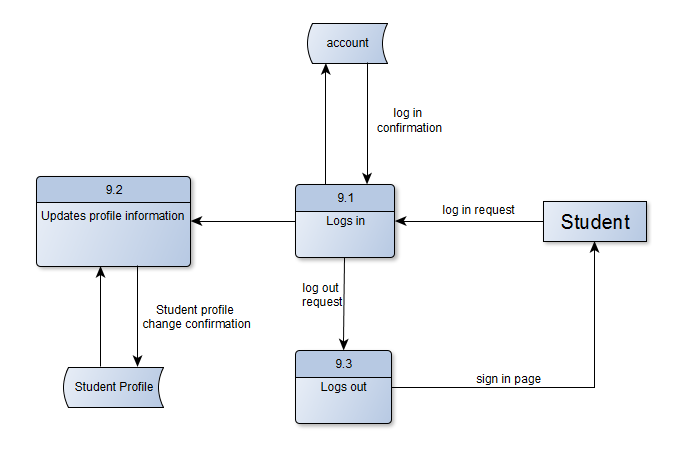 account
log in
confirmation
9.2
Updates profile information
9.1
Logs in
log in request
Student
log out
request
Student profile
change confirmation
9.3
Logs out
sign in page
Student Profile